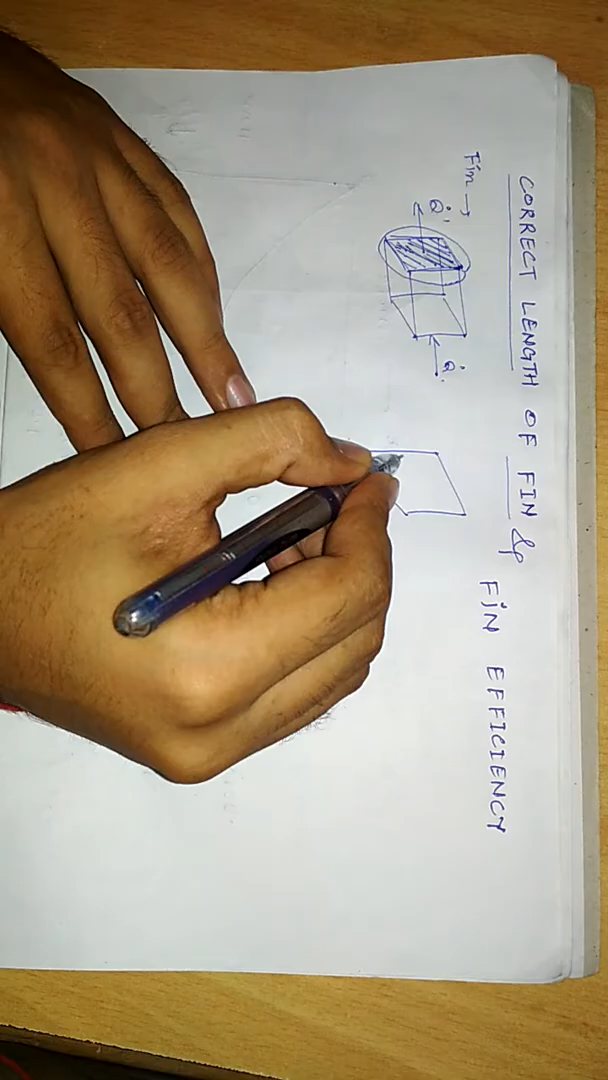 CORRECT LENGTH OF FIN &
FIN EFFICIENCY
Fin →
Q̇'
Q̇